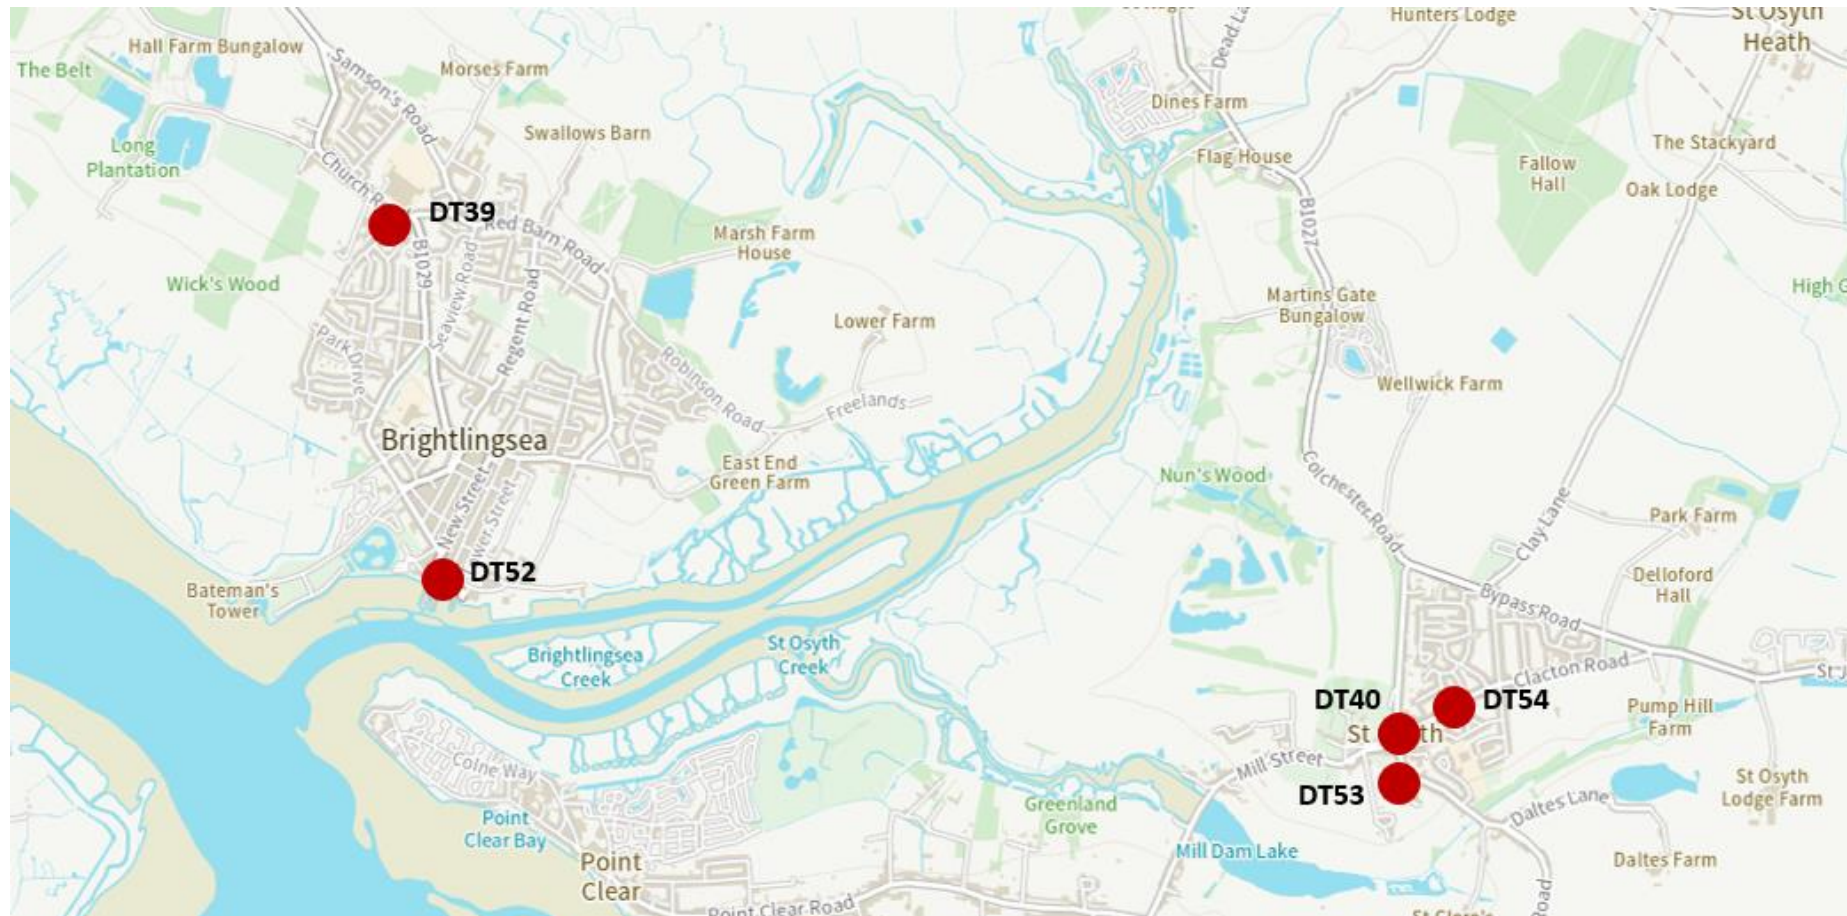 Hunters Lodge
St Osyth
Heath
Hall Farm Bungalow
The Belt
Samson's Road
Morses Farm
Dines Farm
Swallows Barn
Long
Plantation
Church R
Flag House
Fallow
Hall
The Stackyard
Oak Lodge
DT39
Red Barn Road
B1029
Seaview Road
Regent Road
Marsh Farm
House
B1027
Wick's Wood
Martins Gate
Bungalow
High
Lower Farm
Park Drive
Robinson Road
Freelands
Wellwick Farm
Brightlingsea
East End
Green Farm
Nun's Wood
Colchester Road
Clay Lane
Park Farm
New Street
wer Street
DT52
Bateman's
Tower
Delloford
Hall
Bypass Road
Brightlingsea
Creek
St Osyth
Creek
Clacton Road
DT40
DT54
St th
Pump Hill
Farm
Mill Street
DT53
Colne Way
Point
Clear Bay
Greenland
Grove
Daltes Lane
St Osyth
Lodge Farm
Mill Dam Lake
Daltes Farm
Point
Clear
Point Clear Road
Road